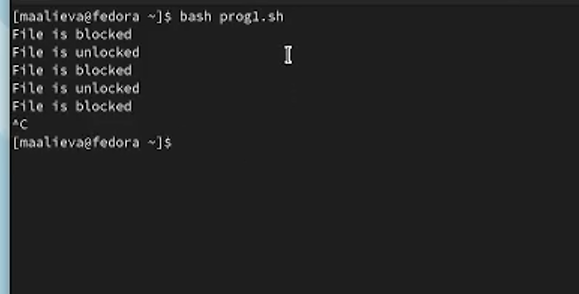 [maalieva@fedora ~]$ bash prog1.sh
File is blocked
File is unlocked
File is blocked
File is unlocked
File is blocked
^C
[maalieva@fedora ~]$